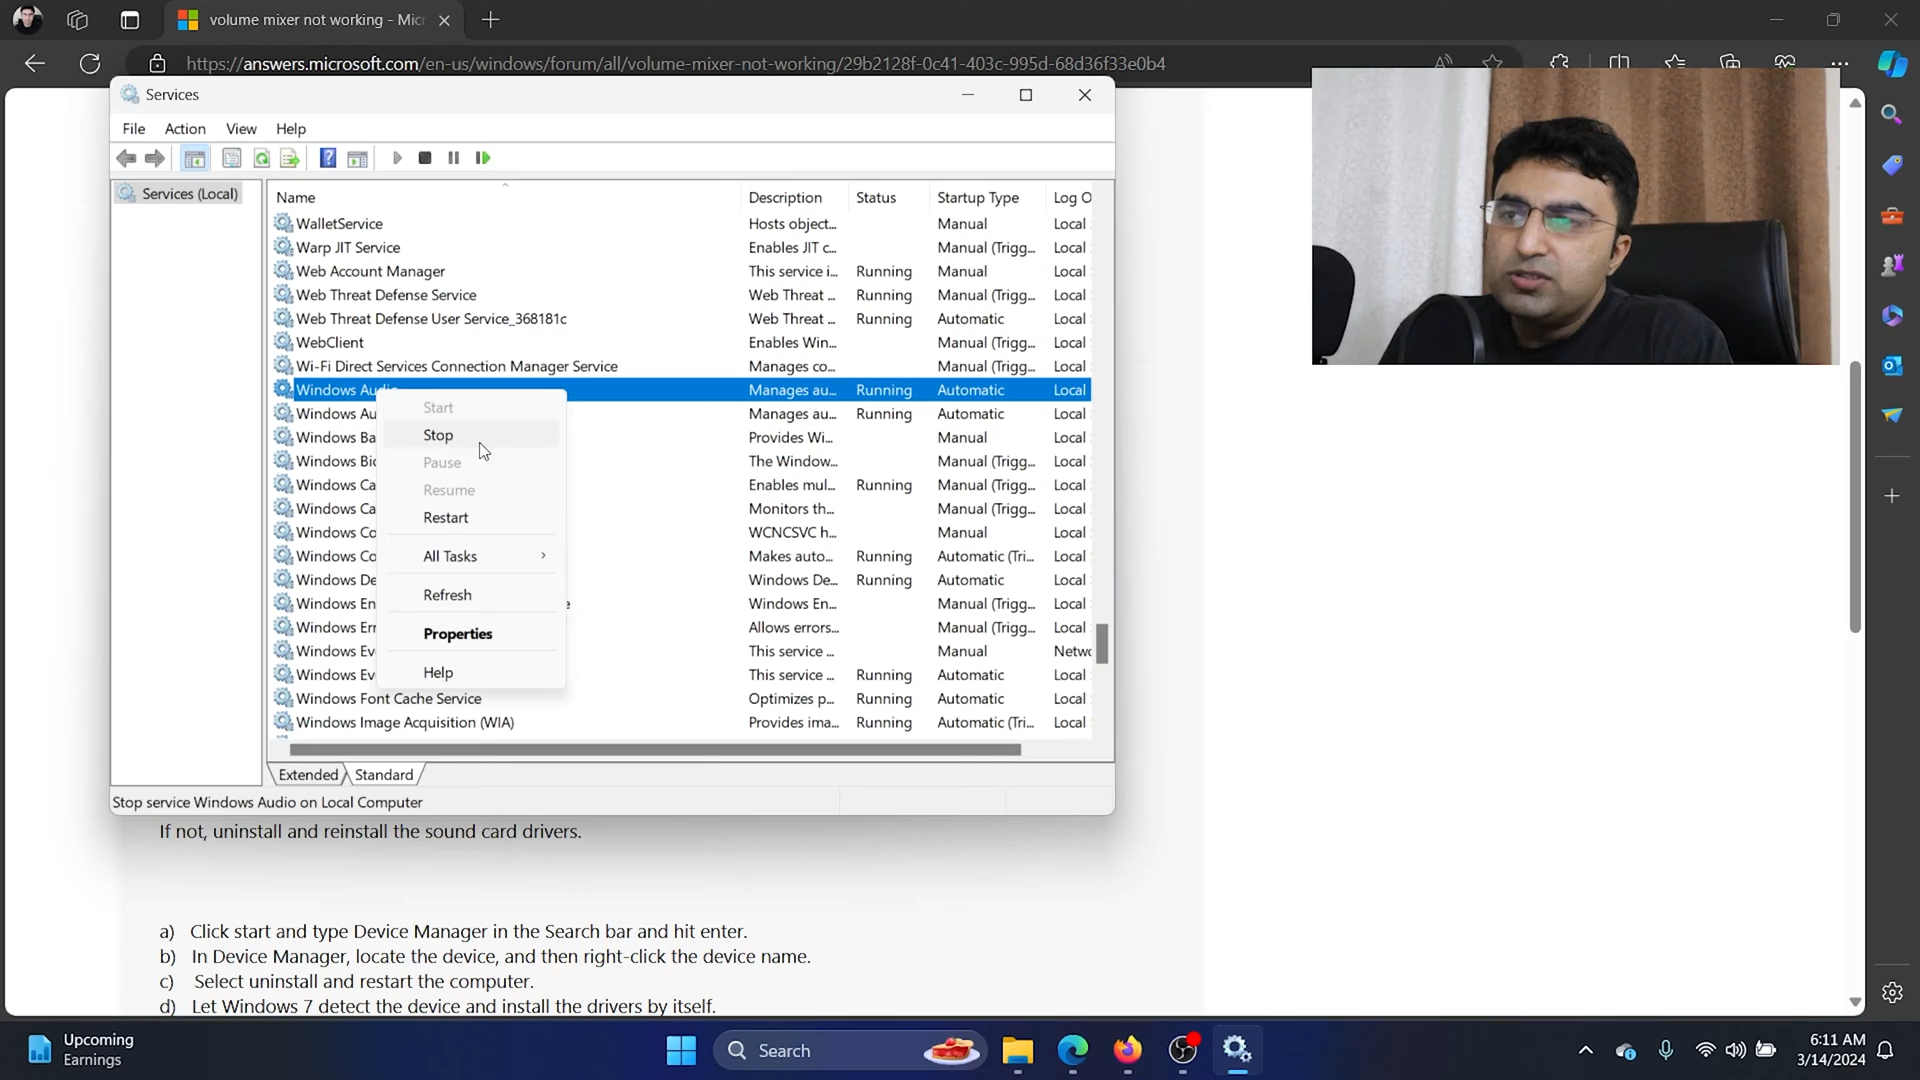 volume mixer not working - Mic
https://answers.microsoft.com/en-us/windows/forum/all/volume-mixer-not-working/29b2128f-0c41-403c-995d-68d36f33e0b4
Services
File Action View Help
Services (Local)
Name Description Status Startup Type Log O
WalletService Hosts object... Manual Local
Warp JIT Service Enables JIT c... Manual (Trigg... Local
Web Account Manager This service i... Running Manual Local
Web Threat Defense Service Web Threat ... Running Manual (Trigg... Local
Web Threat Defense User Service_368181c Web Threat ... Running Automatic Local
WebClient Enables Win... Manual (Trigg... Local
Wi-Fi Direct Services Connection Manager Service Manages co... Manual (Trigg... Local
Windows Audio Manages au... Running Automatic Local
Windows Au Manages au... Running Automatic Local
Windows Ba Provides Wi... Manual Local
Windows Bio The Window... Manual (Trigg... Local
Windows Ca Enables mul... Running Manual (Trigg... Local
Windows Ca Monitors th... Manual (Trigg... Local
Windows Co WCNCSVC h... Manual Local
Windows Co Makes auto... Running Automatic (Tri... Local
Windows De Windows De... Running Automatic Local
Windows En e Windows En... Manual (Trigg... Local
Windows Err Allows errors... Manual (Trigg... Local
Windows Ev This service ... Manual Netwo
Windows Ev This service ... Running Automatic Local
Windows Font Cache Service Optimizes p... Running Automatic Local
Windows Image Acquisition (WIA) Provides ima... Running Automatic (Tri... Local
Start
Stop
Pause
Resume
Restart
All Tasks
Refresh
Properties
Help
Extended Standard
Stop service Windows Audio on Local Computer
If not, uninstall and reinstall the sound card drivers.
a) Click start and type Device Manager in the Search bar and hit enter.
b) In Device Manager, locate the device, and then right-click the device name.
c) Select uninstall and restart the computer.
d) Let Windows 7 detect the device and install the drivers by itself.
Upcoming
Earnings
Search
6:11 AM
3/14/2024